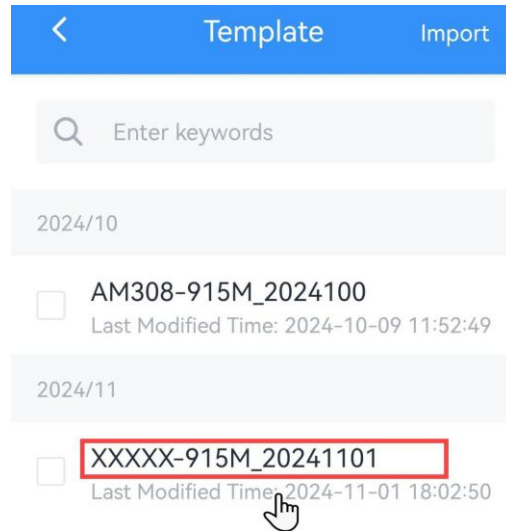 Template Import
Enter keywords
2024/10
AM308-915M_2024100
Last Modified Time: 2024-10-09 11:52:49
2024/11
XXXXX-915M_20241101
Last Modified Time: 2024-11-01 18:02:50